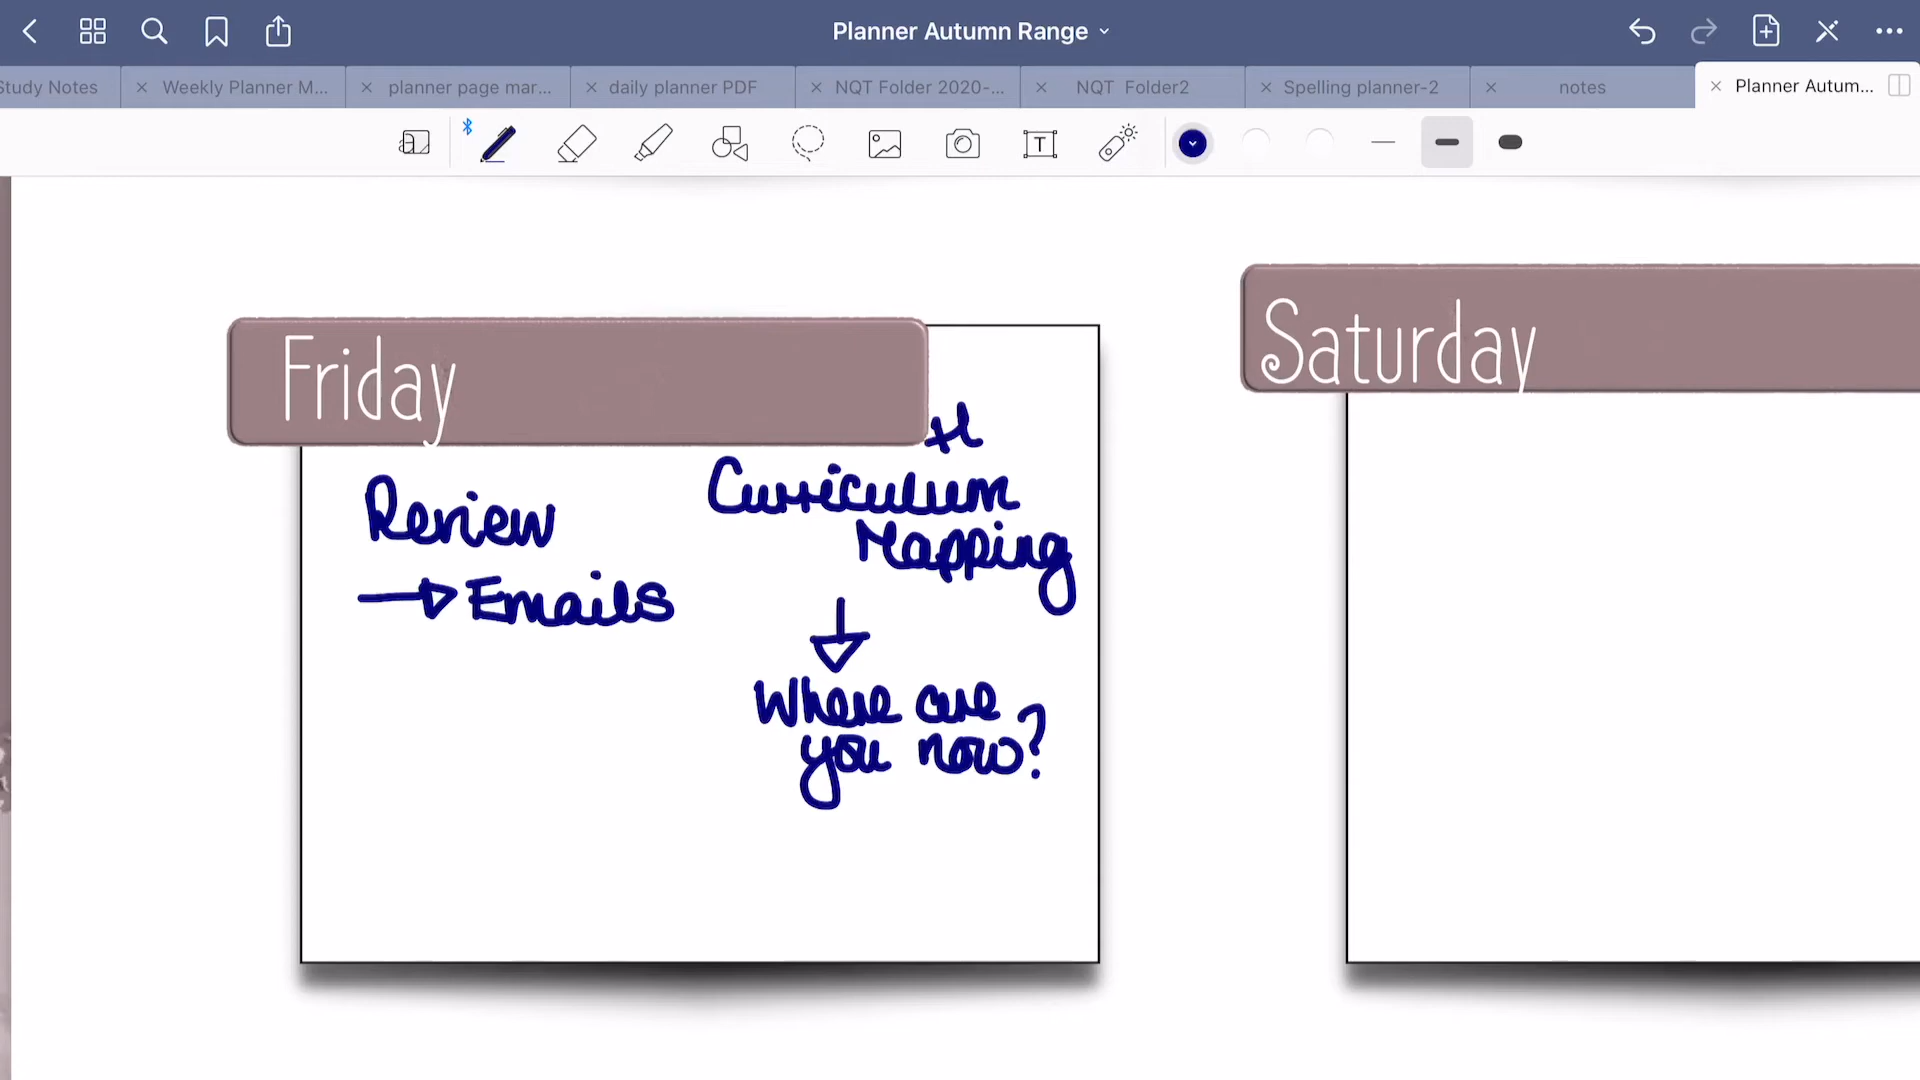 Planner Autumn Range
Study Notes
Weekly Planner M...
planner page mar...
daily planner PDF
NQT Folder 2020-...
NQT Folder2
Spelling planner-2
notes
Planner Autum...
Friday
Saturday
Review
→ Emails
Curriculum
Mapping
↓
Where are
you now?